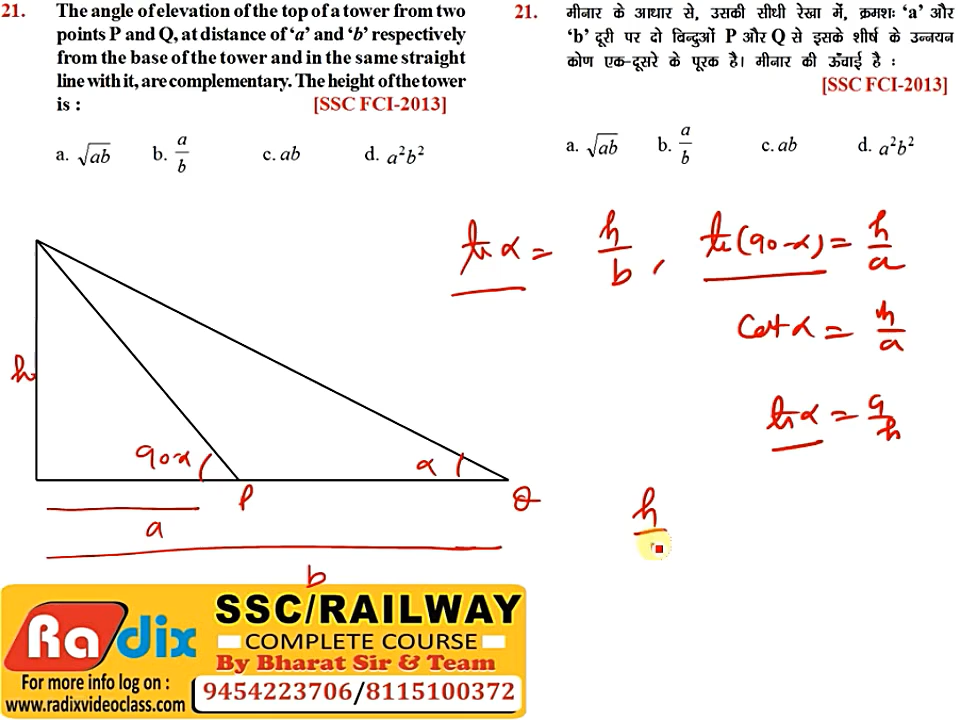 21. The angle of elevation of the top of a tower from two
points P and Q, at distance of ‘a’ and ‘b’ respectively
from the base of the tower and in the same straight
line with it, are complementary. The height of the tower
is : [SSC FCI-2013]
a. √ab b. a/b c. ab d. a²b²
21. मीनार के आधार से, उसकी सीधी रेखा में, क्रमशः ‘a’ और
‘b’ दूरी पर दो बिन्दुओं P और Q से इसके शीर्ष के उन्नयन
कोण एक-दूसरे के पूरक है। मीनार की ऊँचाई है :
[SSC FCI-2013]
a. √ab b. a/b c. ab d. a²b²
tan α = h/b , tan(90-α) = h/a
cot α = h/a
tan α = a/h
h
90-α α
P Q
a
b
h
Radix
For more info log on :
www.radixvideoclass.com
SSC/RAILWAY
COMPLETE COURSE
By Bharat Sir & Team
9454223706/8115100372